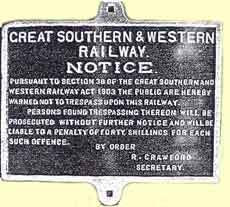 GREAT SOUTHERN & WESTERN
RAILWAY.
NOTICE
PURSUANT TO SECTION 38 OF THE GREAT SOUTHERN AND
WESTERN RAILWAY ACT 1903 THE PUBLIC ARE HEREBY
WARNED NOT TO TRESPASS UPON THIS RAILWAY.
PERSONS FOUND TRESPASSING THEREON WILL BE
PROSECUTED WITHOUT FURTHER NOTICE AND WILL BE
LIABLE TO A PENALTY OF FORTY SHILLINGS FOR EACH
SUCH OFFENCE.
BY ORDER
R. CRAWFORD
SECRETARY.